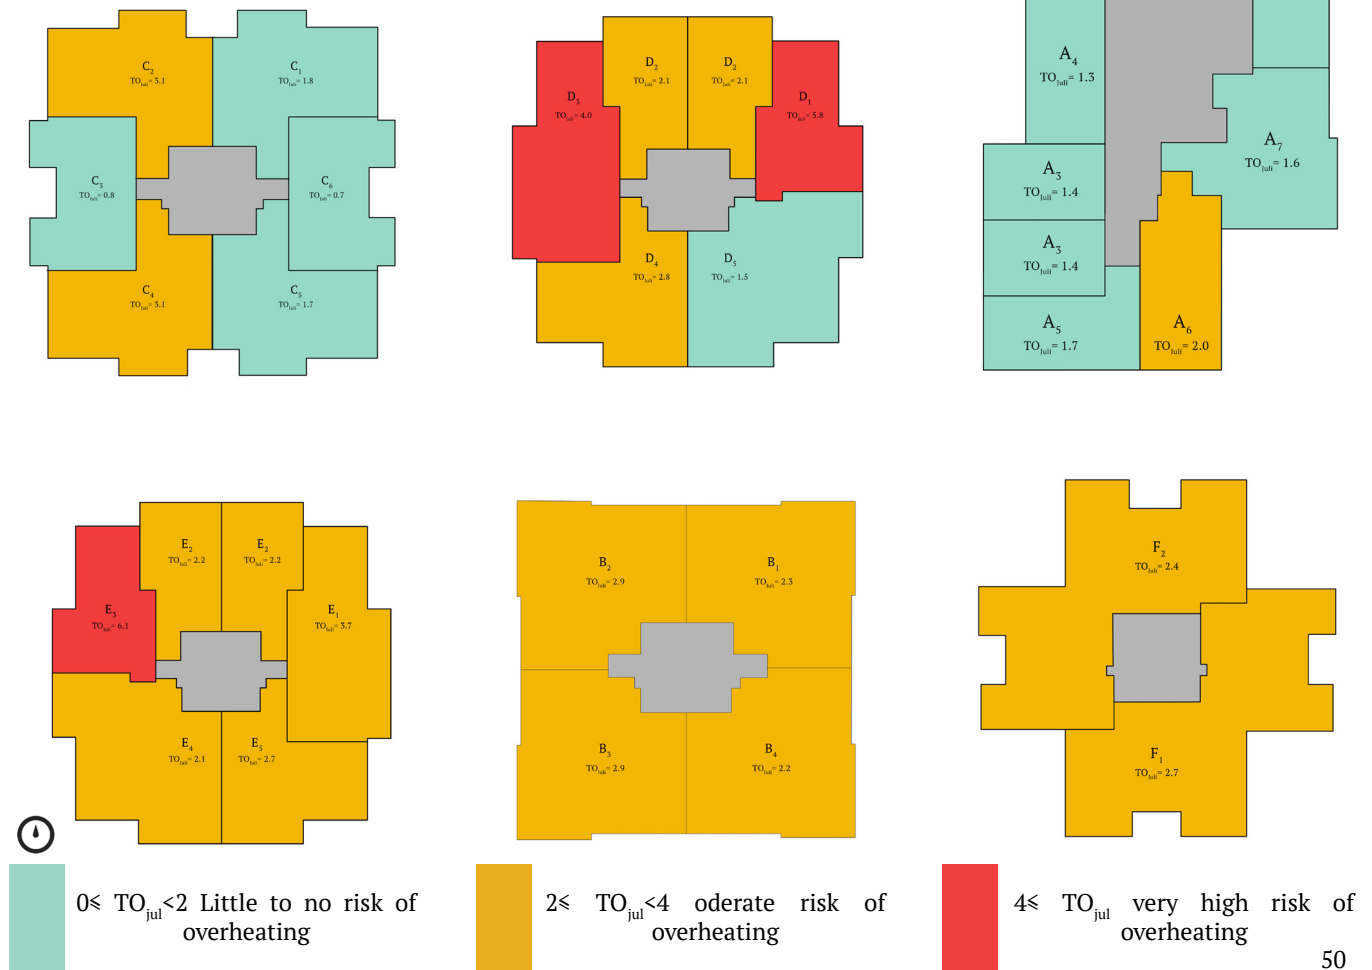 C2
TOjuli= 3.1
C1
TOjuli= 1.8
C3
TOjuli= 0.8
C6
TOjuli= 0.7
C4
TOjuli= 3.1
C5
TOjuli= 1.7
D2
TOjuli= 2.1
D2
TOjuli= 2.1
D3
TOjuli= 4.0
D1
TOjuli= 5.8
D4
TOjuli= 2.8
D5
TOjuli= 1.5
A4
TOjuli= 1.3
A7
TOjuli= 1.6
A3
TOjuli= 1.4
A3
TOjuli= 1.4
A5
TOjuli= 1.7
A6
TOjuli= 2.0
E2
TOjuli= 2.2
E2
TOjuli= 2.2
E3
TOjuli= 6.1
E1
TOjuli= 3.7
E4
TOjuli= 2.1
E5
TOjuli= 2.7
B2
TOjuli= 2.9
B1
TOjuli= 2.3
B3
TOjuli= 2.9
B4
TOjuli= 2.2
F2
TOjuli= 2.4
F1
TOjuli= 2.7
0≤ TOjul<2 Little to no risk of
overheating
2≤ TOjul<4 oderate risk of
overheating
4≤ TOjul very high risk of
overheating
50